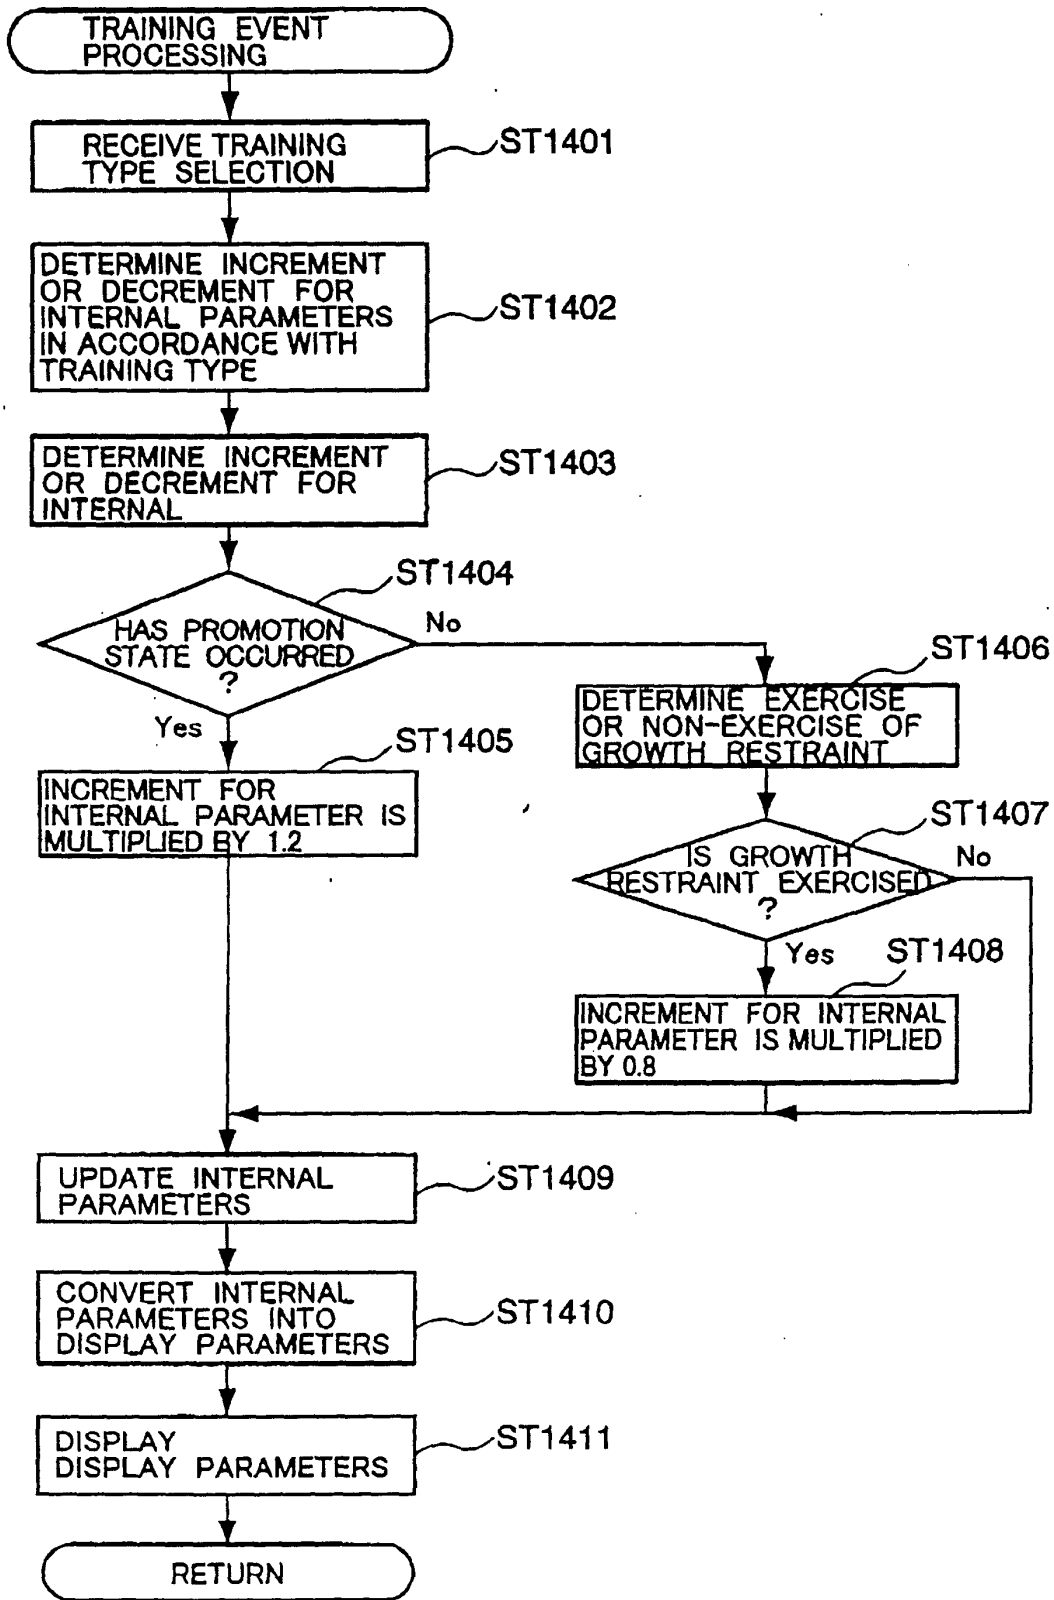 TRAINING EVENT
PROCESSING
RECEIVE TRAINING
TYPE SELECTION
ST1401
DETERMINE INCREMENT
OR DECREMENT FOR
INTERNAL PARAMETERS
IN ACCORDANCE WITH
TRAINING TYPE
ST1402
DETERMINE INCREMENT
OR DECREMENT FOR
INTERNAL
ST1403
ST1404
HAS PROMOTION
STATE OCCURRED
?
No
Yes
ST1405
INCREMENT FOR
INTERNAL PARAMETER IS
MULTIPLIED BY 1.2
ST1406
DETERMINE EXERCISE
OR NON-EXERCISE OF
GROWTH RESTRAINT
ST1407
IS GROWTH
RESTRAINT EXERCISED
?
No
Yes
ST1408
INCREMENT FOR INTERNAL
PARAMETER IS MULTIPLIED
BY 0.8
UPDATE INTERNAL
PARAMETERS
ST1409
CONVERT INTERNAL
PARAMETERS INTO
DISPLAY PARAMETERS
ST1410
DISPLAY
DISPLAY PARAMETERS
ST1411
RETURN